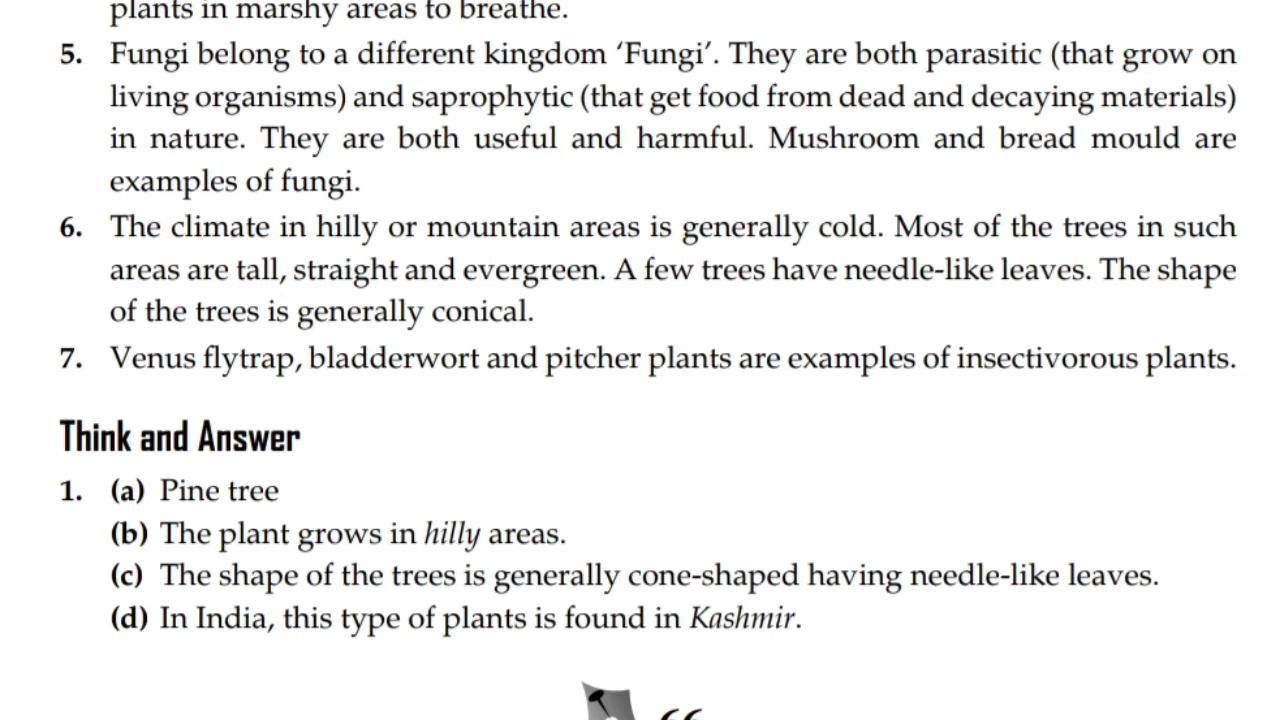 plants in marshy areas to breathe.
5. Fungi belong to a different kingdom ‘Fungi’. They are both parasitic (that grow on
living organisms) and saprophytic (that get food from dead and decaying materials)
in nature. They are both useful and harmful. Mushroom and bread mould are
examples of fungi.
6. The climate in hilly or mountain areas is generally cold. Most of the trees in such
areas are tall, straight and evergreen. A few trees have needle-like leaves. The shape
of the trees is generally conical.
7. Venus flytrap, bladderwort and pitcher plants are examples of insectivorous plants.
Think and Answer
1. (a) Pine tree
(b) The plant grows in hilly areas.
(c) The shape of the trees is generally cone-shaped having needle-like leaves.
(d) In India, this type of plants is found in Kashmir.